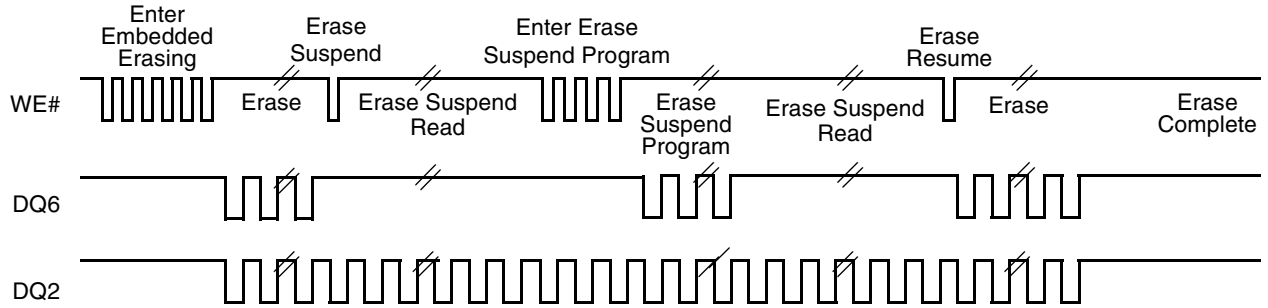 Enter
Embedded
Erasing
Erase
Suspend
Enter Erase
Suspend Program
Erase
Resume
WE#
Erase
Erase Suspend
Read
Erase
Suspend
Program
Erase Suspend
Read
Erase
Erase
Complete
DQ6
DQ2